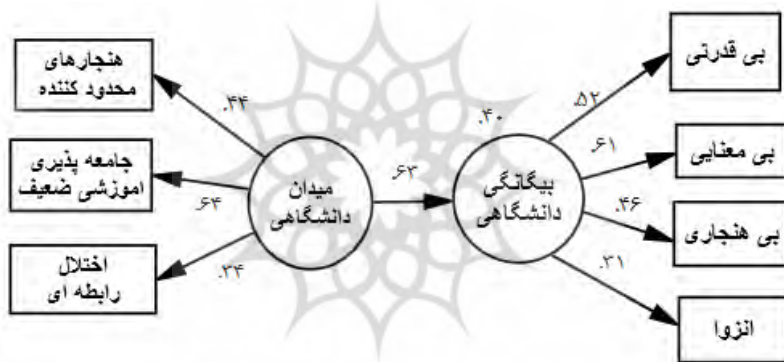 هنجارهای
محدود کننده
جامعه پذیری
اموزشی ضعیف
اختلال
رابطه ای
.۴۴
.۶۴
.۳۴
میدان
دانشگاهی
.۶۳
.۴۰
بیگانگی
دانشگاهی
.۵۲
.۶۱
.۴۶
.۳۱
بی قدرتی
بی معنایی
بی هنجاری
انزوا